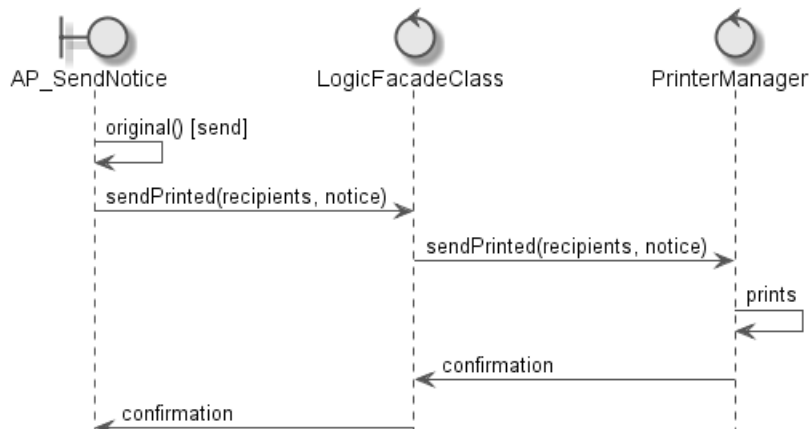 AP_SendNotice LogicFacadeClass PrinterManager
original() [send]
sendPrinted(recipients, notice)
sendPrinted(recipients, notice)
prints
confirmation
confirmation